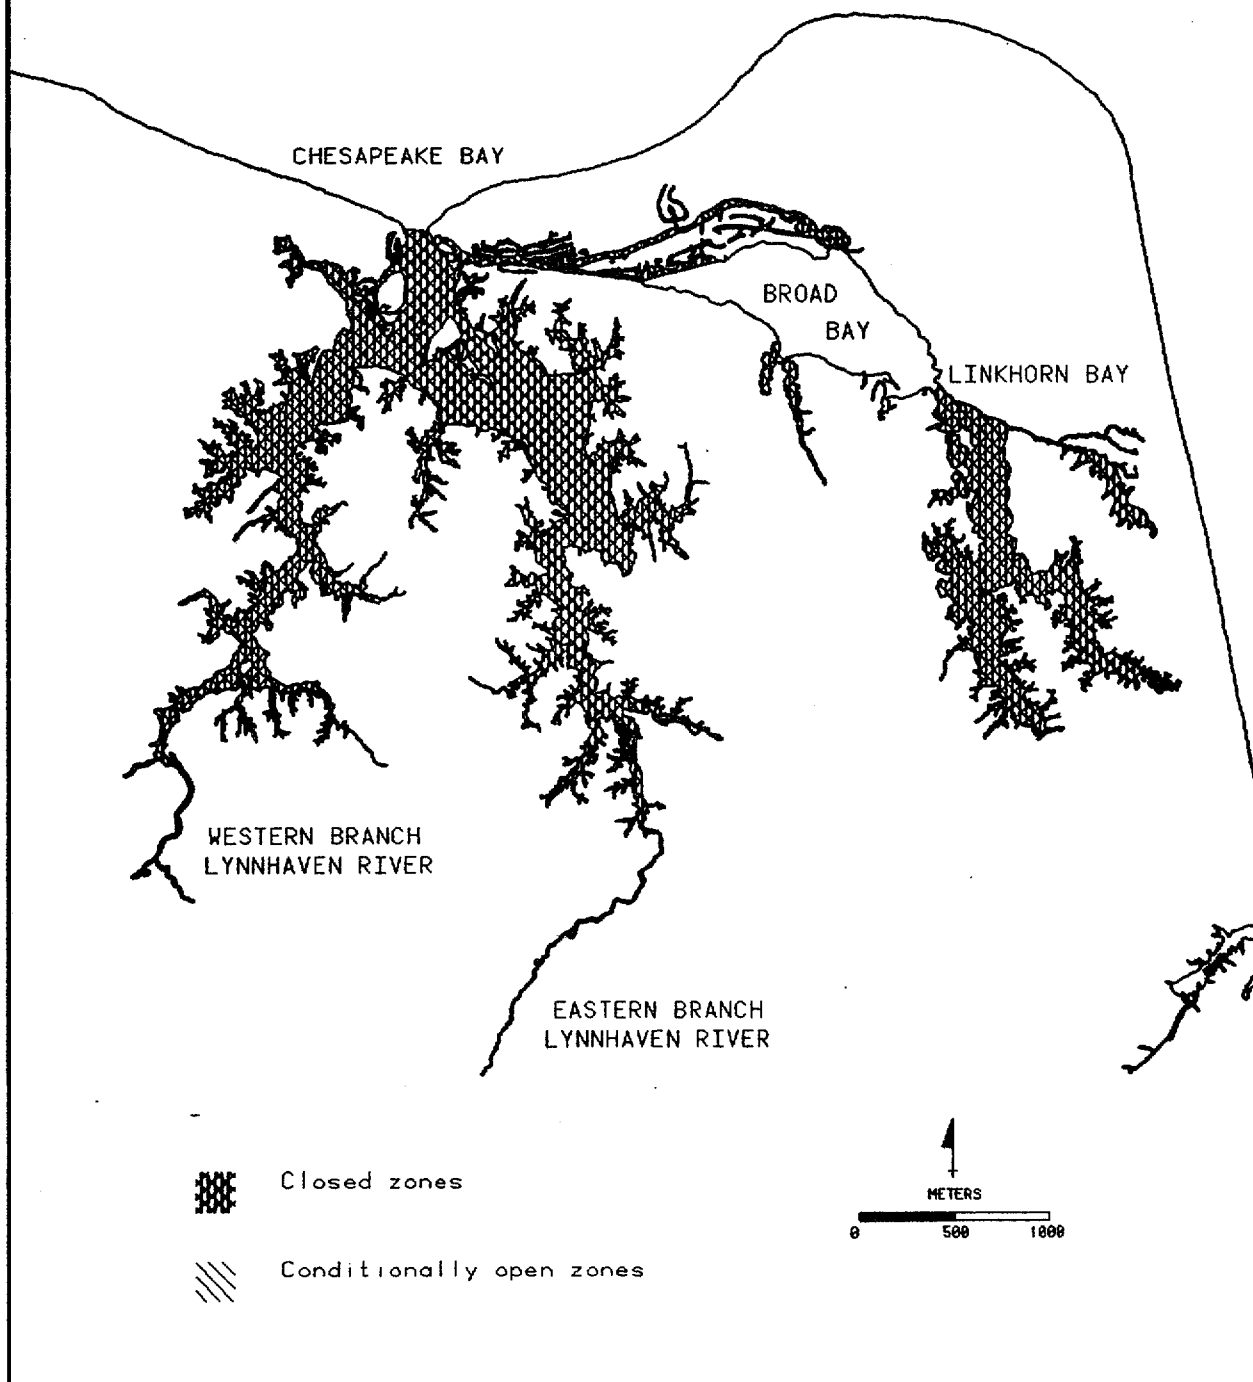 CHESAPEAKE BAY
BROAD
BAY
LINKHORN BAY
WESTERN BRANCH
LYNNHAVEN RIVER
EASTERN BRANCH
LYNNHAVEN RIVER
Closed zones
Conditionally open zones
METERS
0 500 1000